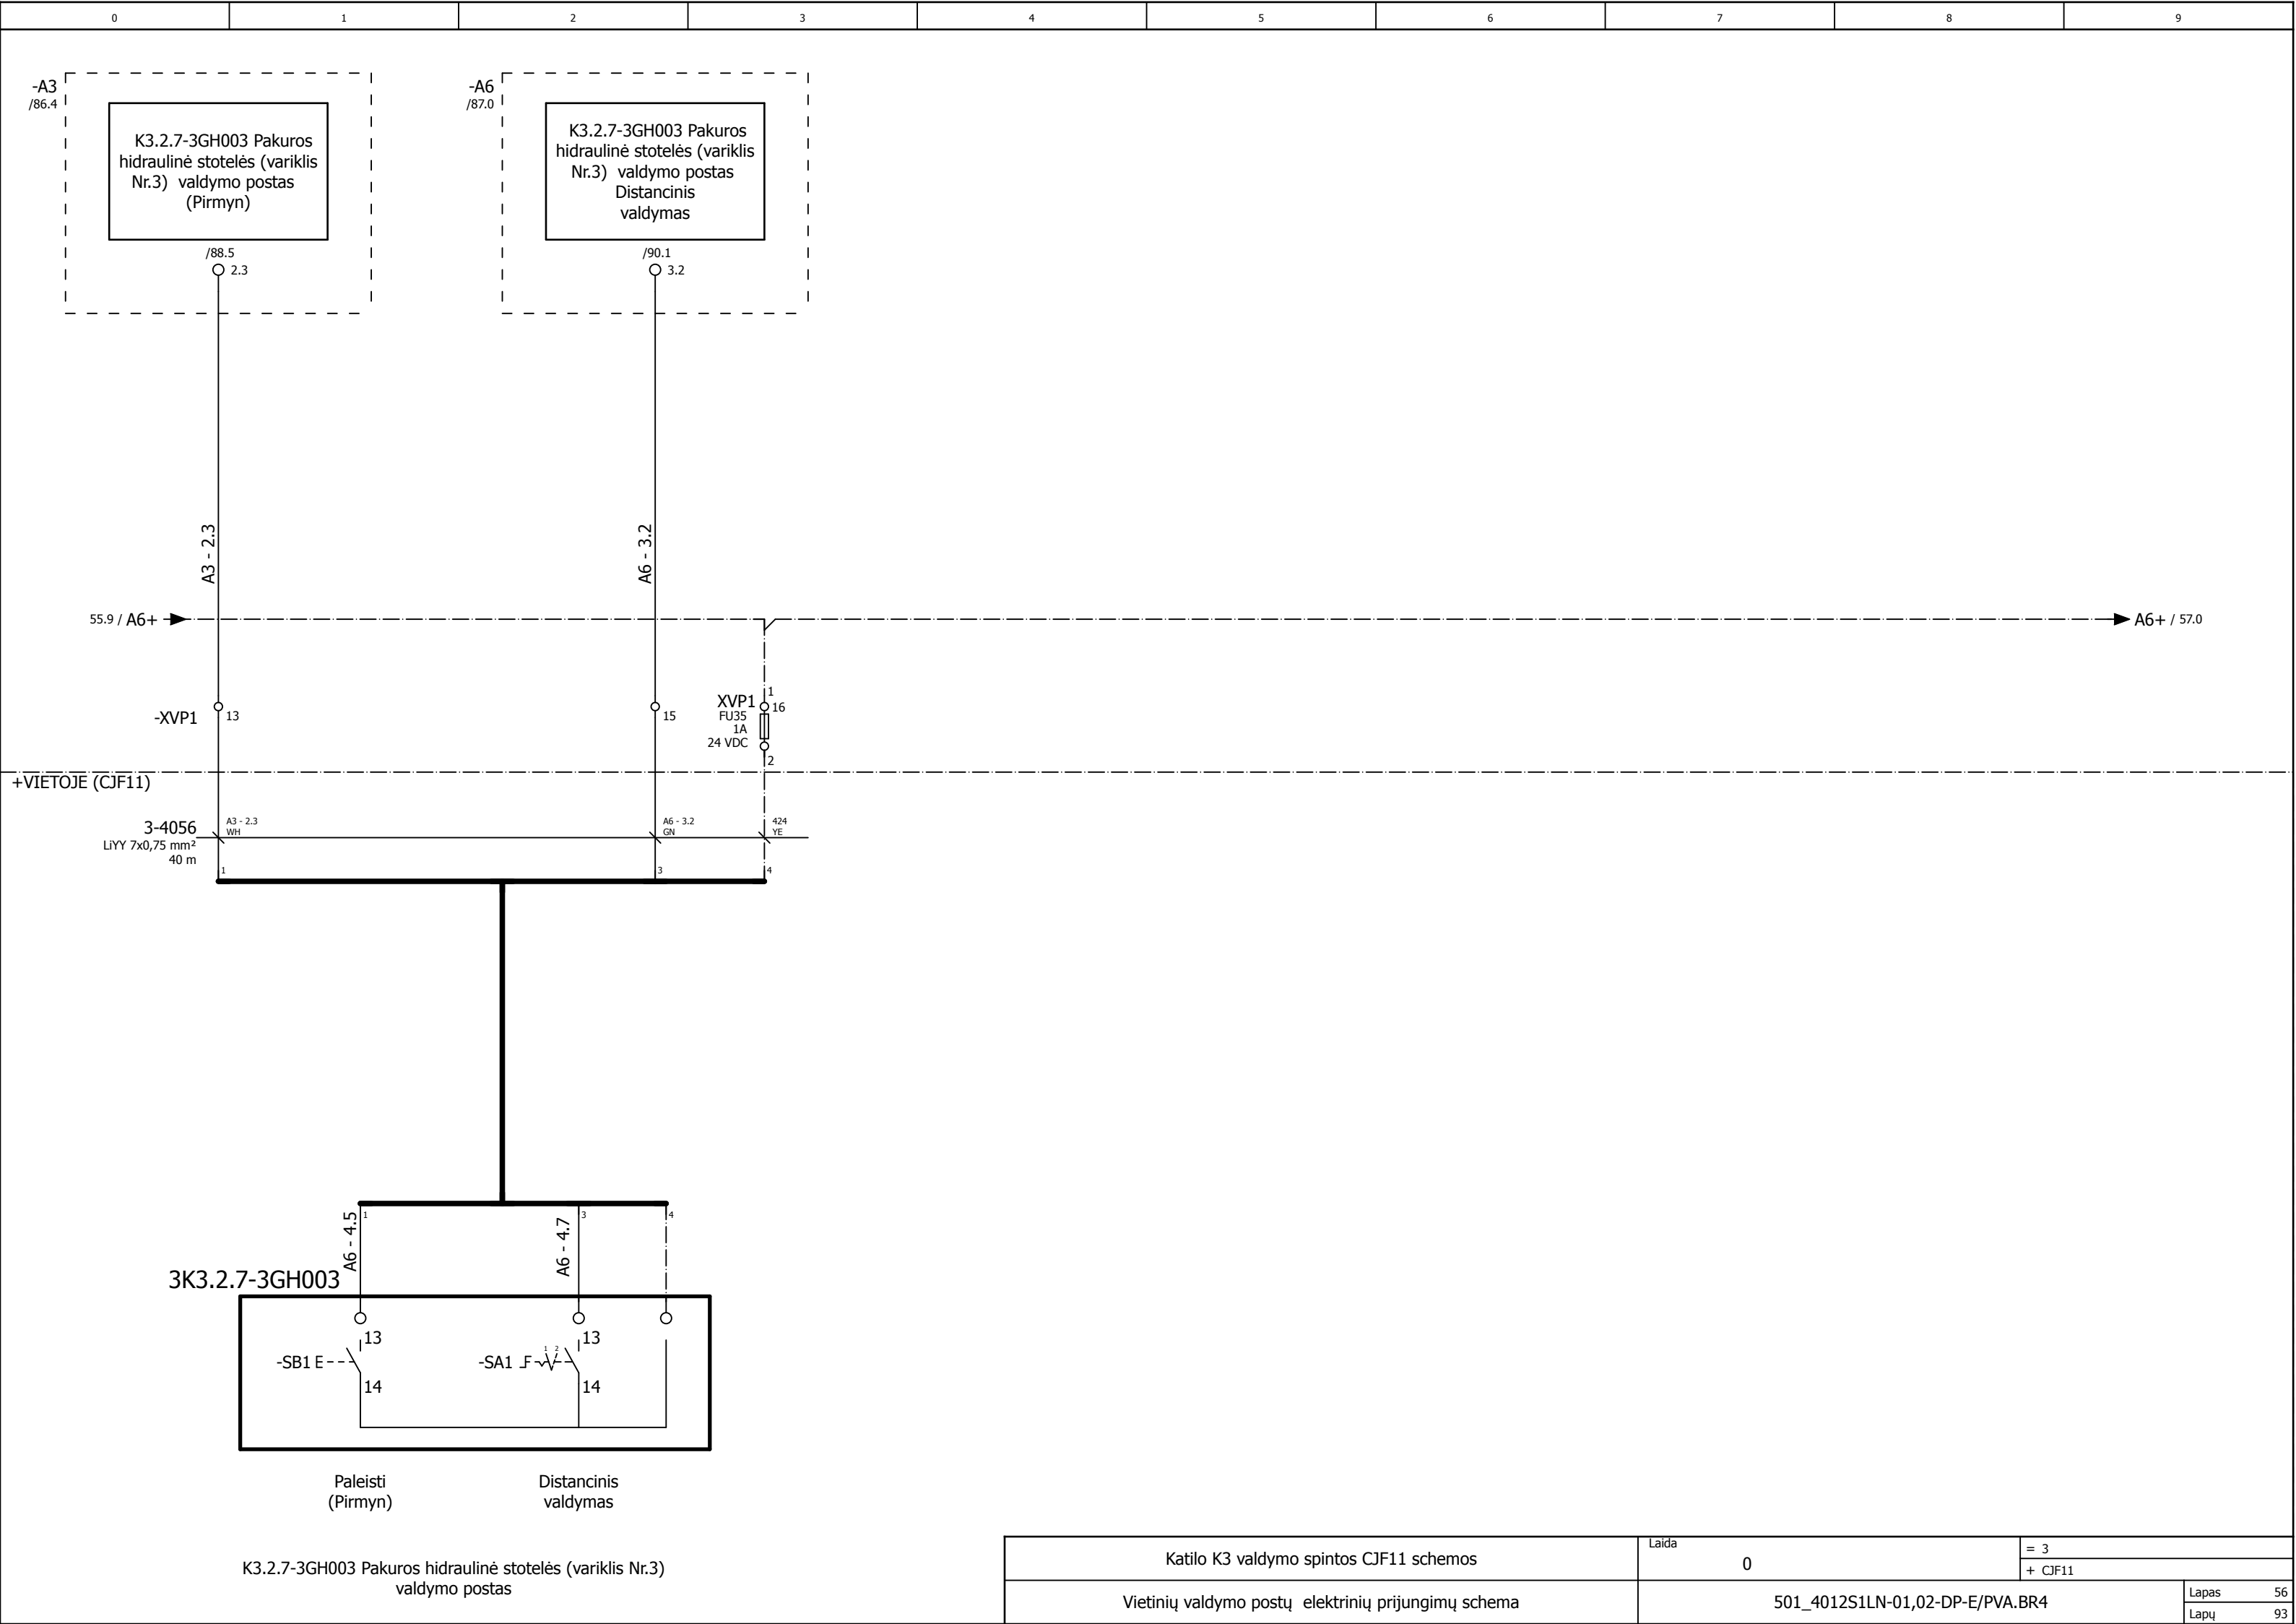 0 1 2 3 4 5 6 7 8 9
-A3
/86.4
K3.2.7-3GH003 Pakuros
hidraulinė stotelės (variklis
Nr.3) valdymo postas
(Pirmyn)
/88.5
2.3
-A6
/87.0
K3.2.7-3GH003 Pakuros
hidraulinė stotelės (variklis
Nr.3) valdymo postas
Distancinis
valdymas
/90.1
3.2
A3 - 2.3
A6 - 3.2
55.9 / A6+
A6+ / 57.0
-XVP1
13
15
XVP1
FU35
1A
24 VDC
1
16
2
+VIETOJE (CJF11)
3-4056
LiYY 7x0,75 mm²
40 m
A3 - 2.3
WH
A6 - 3.2
GN
424
YE
1
3
4
1
3
4
A6 - 4.5
A6 - 4.7
3K3.2.7-3GH003
13
-SB1 E
14
13
-SA1
1 2
14
Paleisti
(Pirmyn)
Distancinis
valdymas
K3.2.7-3GH003 Pakuros hidraulinė stotelės (variklis Nr.3)
valdymo postas
Katilo K3 valdymo spintos CJF11 schemos
Laida
0
= 3
+ CJF11
Vietinių valdymo postų elektrinių prijungimų schema
501_4012S1LN-01,02-DP-E/PVA.BR4
Lapas 56
Lapų 93